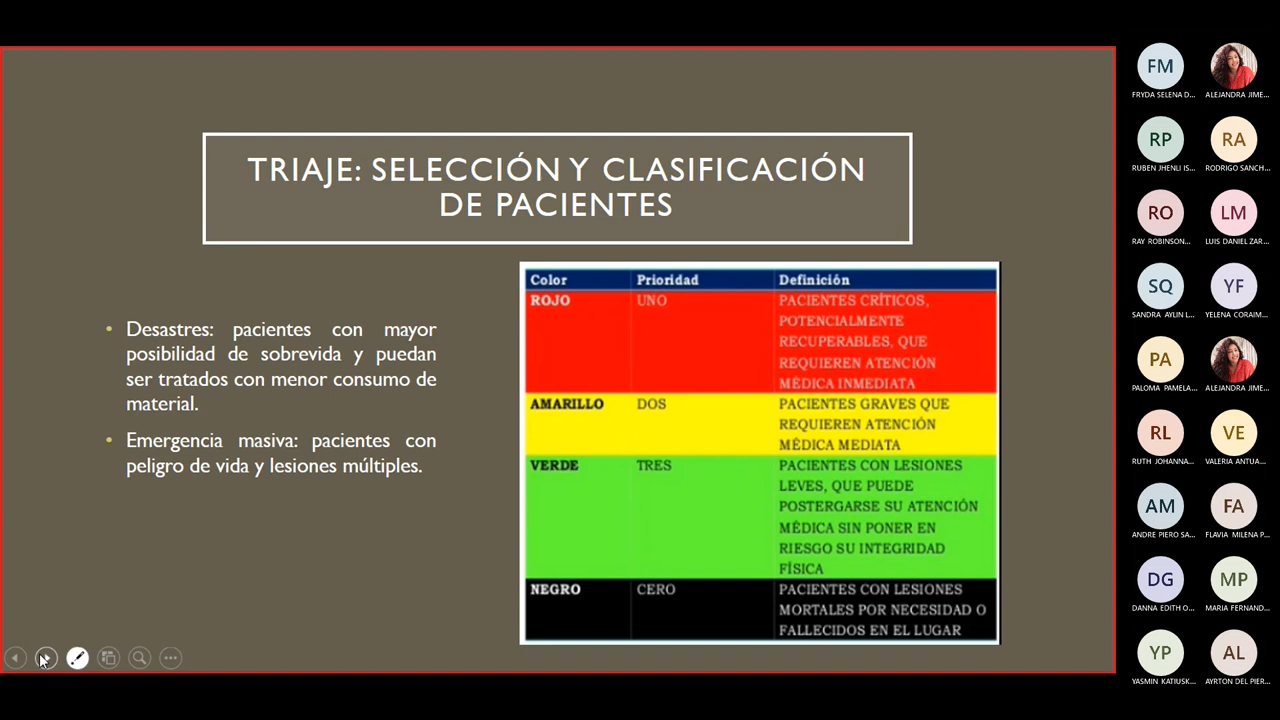 TRIAJE: SELECCIÓN Y CLASIFICACIÓN
DE PACIENTES
• Desastres: pacientes con mayor
posibilidad de sobrevida y puedan
ser tratados con menor consumo de
material.
• Emergencia masiva: pacientes con
peligro de vida y lesiones múltiples.
Color Prioridad Definición
ROJO UNO PACIENTES CRÍTICOS,
POTENCIALMENTE
RECUPERABLES, QUE
REQUIEREN ATENCIÓN
MÉDICA INMEDIATA
AMARILLO DOS PACIENTES GRAVES QUE
REQUIEREN ATENCIÓN
MÉDICA MEDIATA
VERDE TRES PACIENTES CON LESIONES
LEVES, QUE PUEDE
POSTERGARSE SU ATENCIÓN
MÉDICA SIN PONER EN
RIESGO SU INTEGRIDAD
FÍSICA
NEGRO CERO PACIENTES CON LESIONES
MORTALES POR NECESIDAD O
FALLECIDOS EN EL LUGAR
FM
FRYDA SELENA D... ALEJANDRA JIME...
RP RA
RUBEN JHENLI IS... RODRIGO SANCH...
RO LM
RAY ROBINSON... LUIS DANIEL ZAR...
SQ YF
SANDRA AYLIN L... YELENA CORAIM...
PA
PALOMA PAMELA... ALEJANDRA JIME...
RL VE
RUTH JOHANNA... VALERIA ANTUA...
AM FA
ANDRE PIERO SA... FLAVIA MILENA P...
DG MP
DANNA EDITH O... MARIA FERNAND...
YP AL
YASMIN KATIUSK... AYRTON DEL PIER...